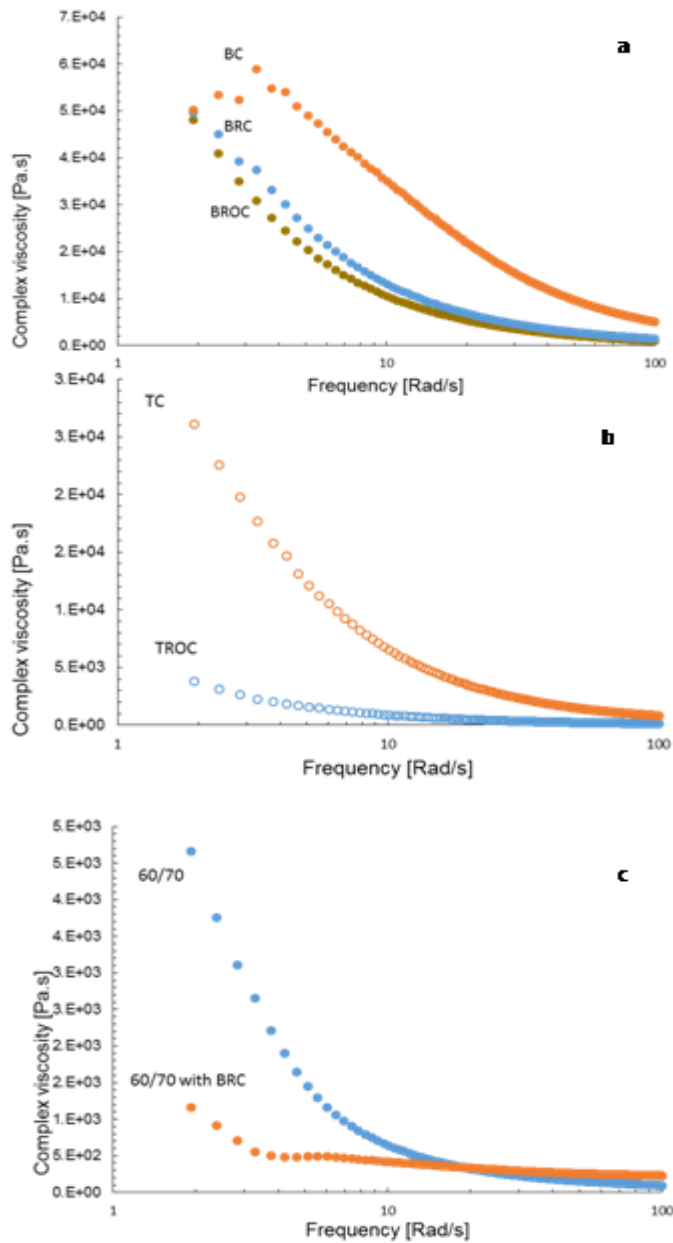 a
7.E+04
6.E+04
5.E+04
4.E+04
3.E+04
2.E+04
1.E+04
0.E+00
Complex viscosity [Pa.s]
BC
BRC
BROC
1
10
100
Frequency [Rad/s]
b
3.E+04
3.E+04
2.E+04
2.E+04
1.E+04
5.E+03
0.E+00
Complex viscosity [Pa.s]
TC
TROC
1
10
100
Frequency [Rad/s]
c
5.E+03
5.E+03
4.E+03
4.E+03
3.E+03
3.E+03
2.E+03
2.E+03
1.E+03
5.E+02
0.E+00
Complex viscosity [Pa.s]
60/70
60/70 with BRC
1
10
100
Frequency [Rad/s]